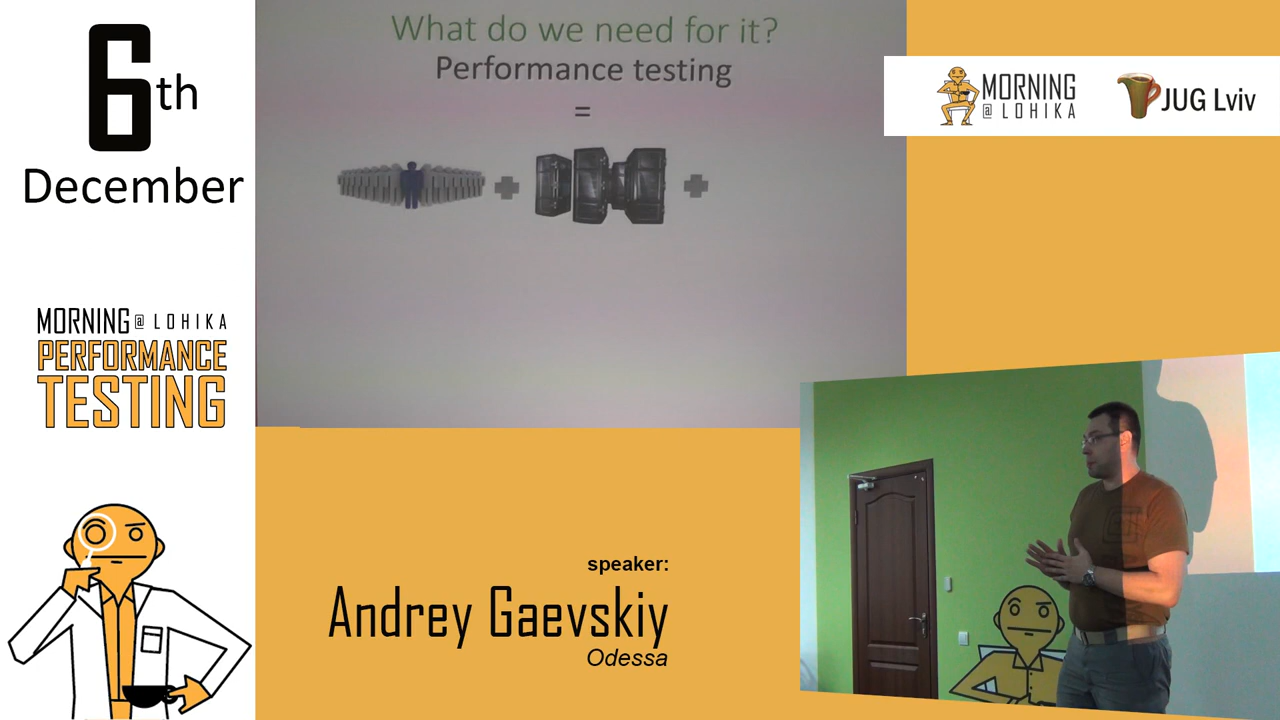 6th
December
MORNING @ LOHIKA
PERFORMANCE
TESTING
What do we need for it?
Performance testing
=
MORNING
@ LOHIKA
JUG Lviv
speaker:
Andrey Gaevskiy
Odessa